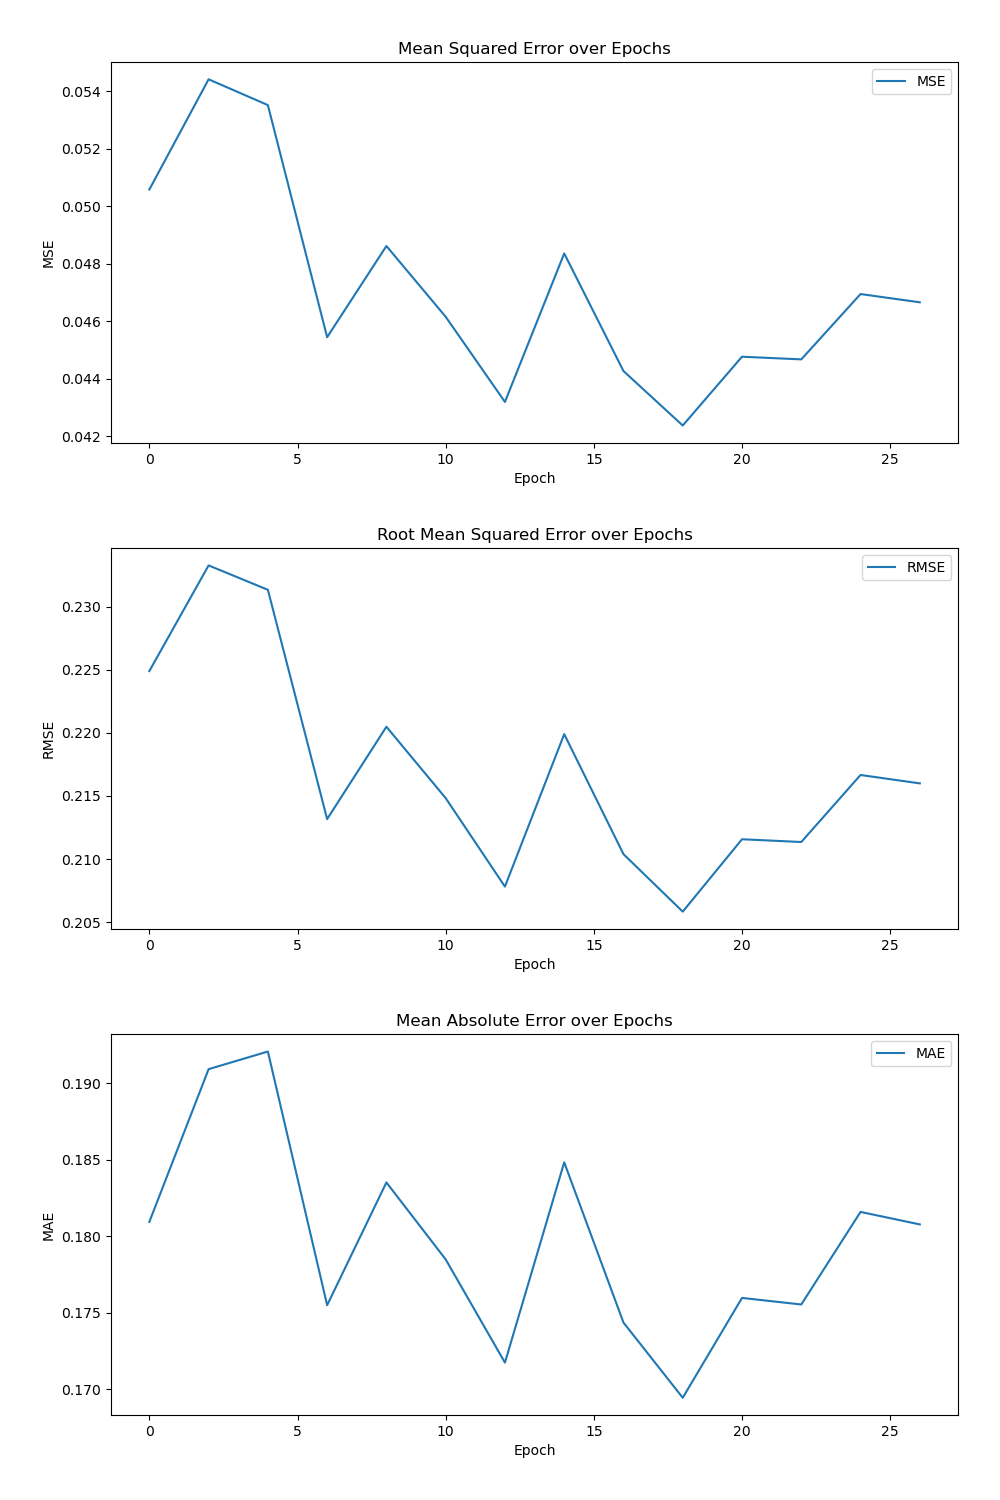 Mean Squared Error over Epochs
MSE
0.054
0.052
0.050
0.048
0.046
0.044
0.042
MSE
0 5 10 15 20 25
Epoch
Root Mean Squared Error over Epochs
RMSE
0.230
0.225
0.220
0.215
0.210
0.205
RMSE
0 5 10 15 20 25
Epoch
Mean Absolute Error over Epochs
MAE
0.190
0.185
0.180
0.175
0.170
MAE
0 5 10 15 20 25
Epoch